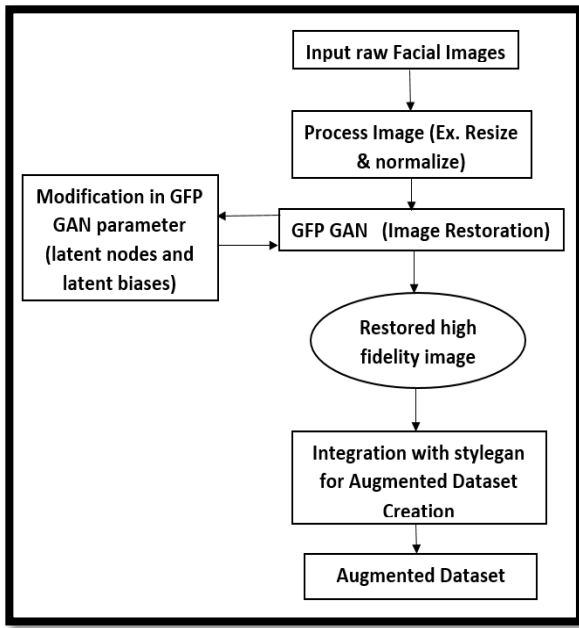 Input raw Facial Images
Process Image (Ex. Resize
& normalize)
Modification in GFP
GAN parameter
(latent nodes and
latent biases)
GFP GAN (Image Restoration)
Restored high
fidelity image
Integration with stylegan
for Augmented Dataset
Creation
Augmented Dataset